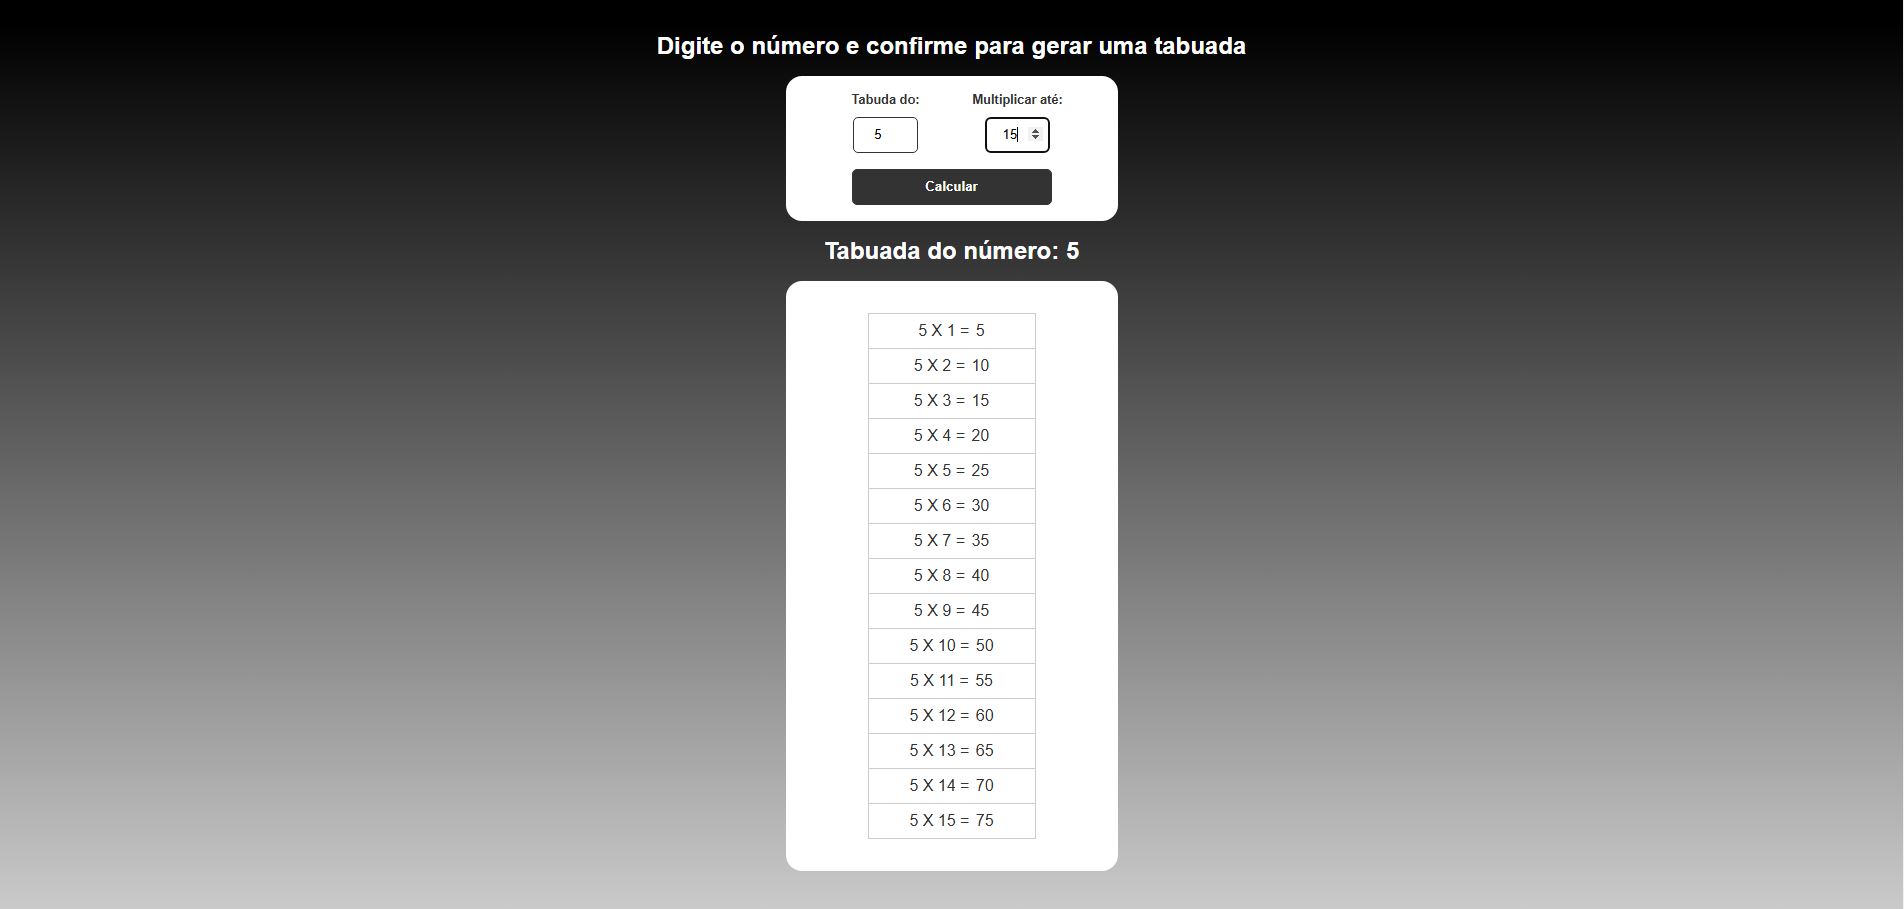 Digite o número e confirme para gerar uma tabuada
Tabuda do: Multiplicar até:
5 15
Calcular
Tabuada do número: 5
5 X 1 = 5
5 X 2 = 10
5 X 3 = 15
5 X 4 = 20
5 X 5 = 25
5 X 6 = 30
5 X 7 = 35
5 X 8 = 40
5 X 9 = 45
5 X 10 = 50
5 X 11 = 55
5 X 12 = 60
5 X 13 = 65
5 X 14 = 70
5 X 15 = 75